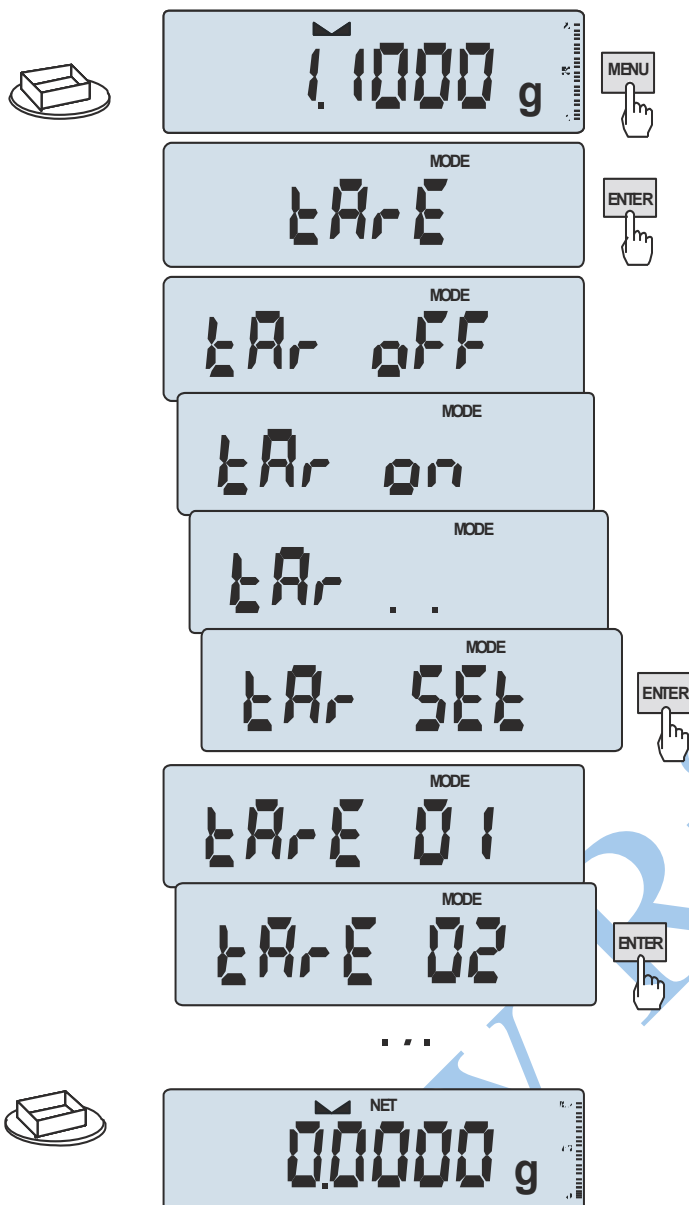 1.1000 g
MENU
MODE
tArE
ENTER
MODE
tAr oFF
MODE
tAr on
MODE
tAr . .
MODE
tAr SEt
ENTER
MODE
tArE 01
MODE
tArE 02
ENTER
. . .
NET
0.0000 g